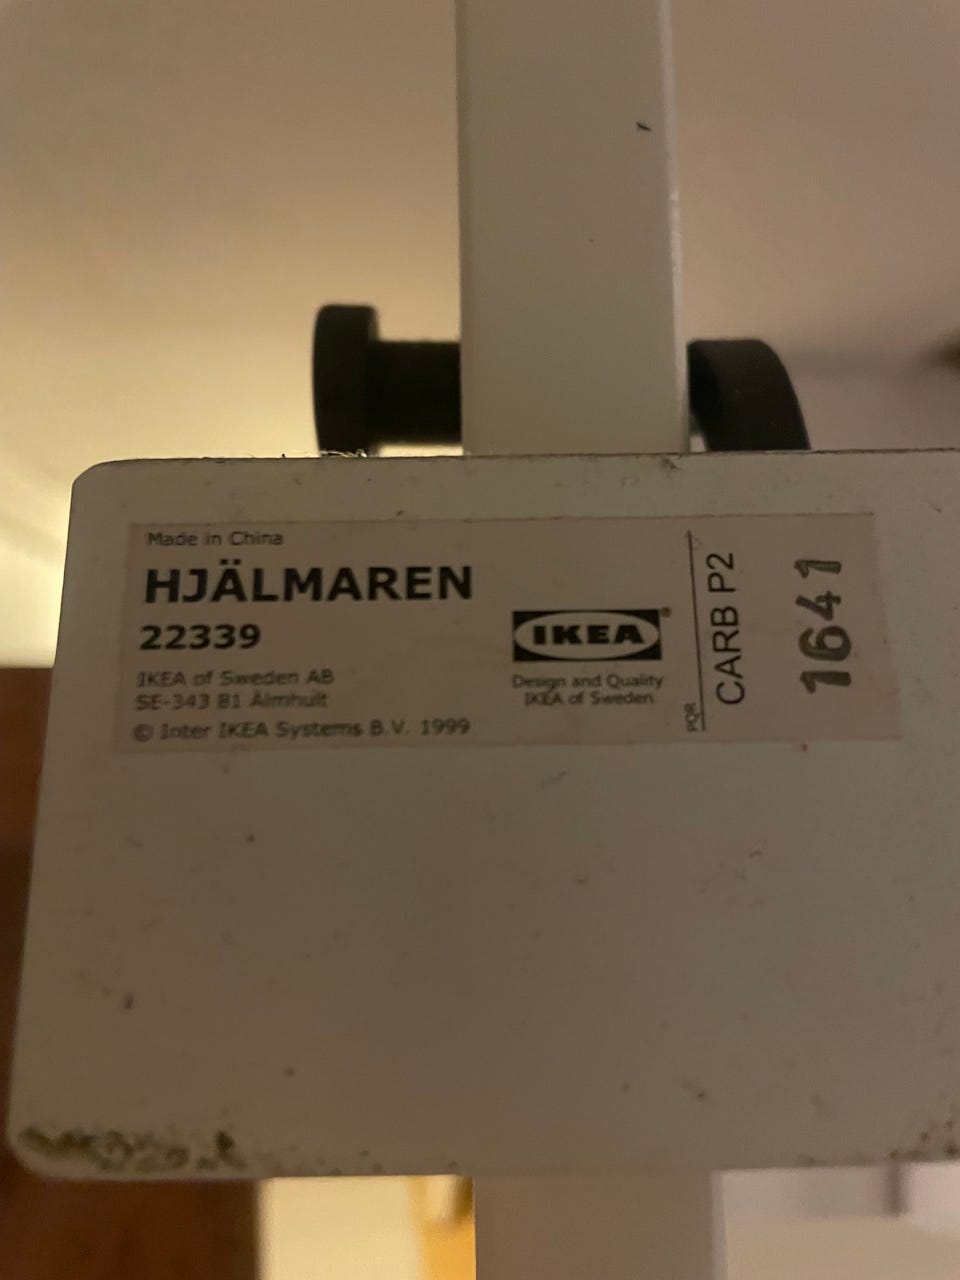 Made in China
HJÄLMAREN
22339
IKEA of Sweden AB
SE-343 81 Älmhult
© Inter IKEA Systems B.V. 1999
IKEA®
Design and Quality
IKEA of Sweden
PQR
CARB P2
1641